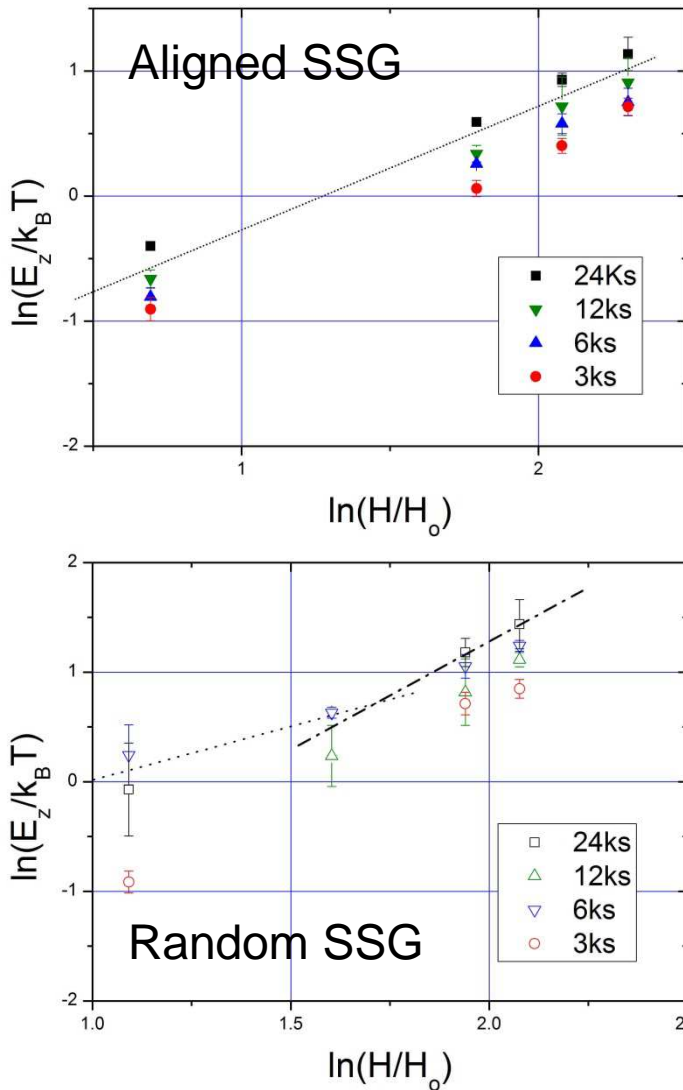 Aligned SSG
1
0
-1
-2
ln(E_z/k_BT)
24Ks
12ks
6ks
3ks
1
2
ln(H/H_o)
2
1
0
-1
-2
ln(E_z/k_BT)
24ks
12ks
6ks
3ks
Random SSG
1.0
1.5
2.0
ln(H/H_o)